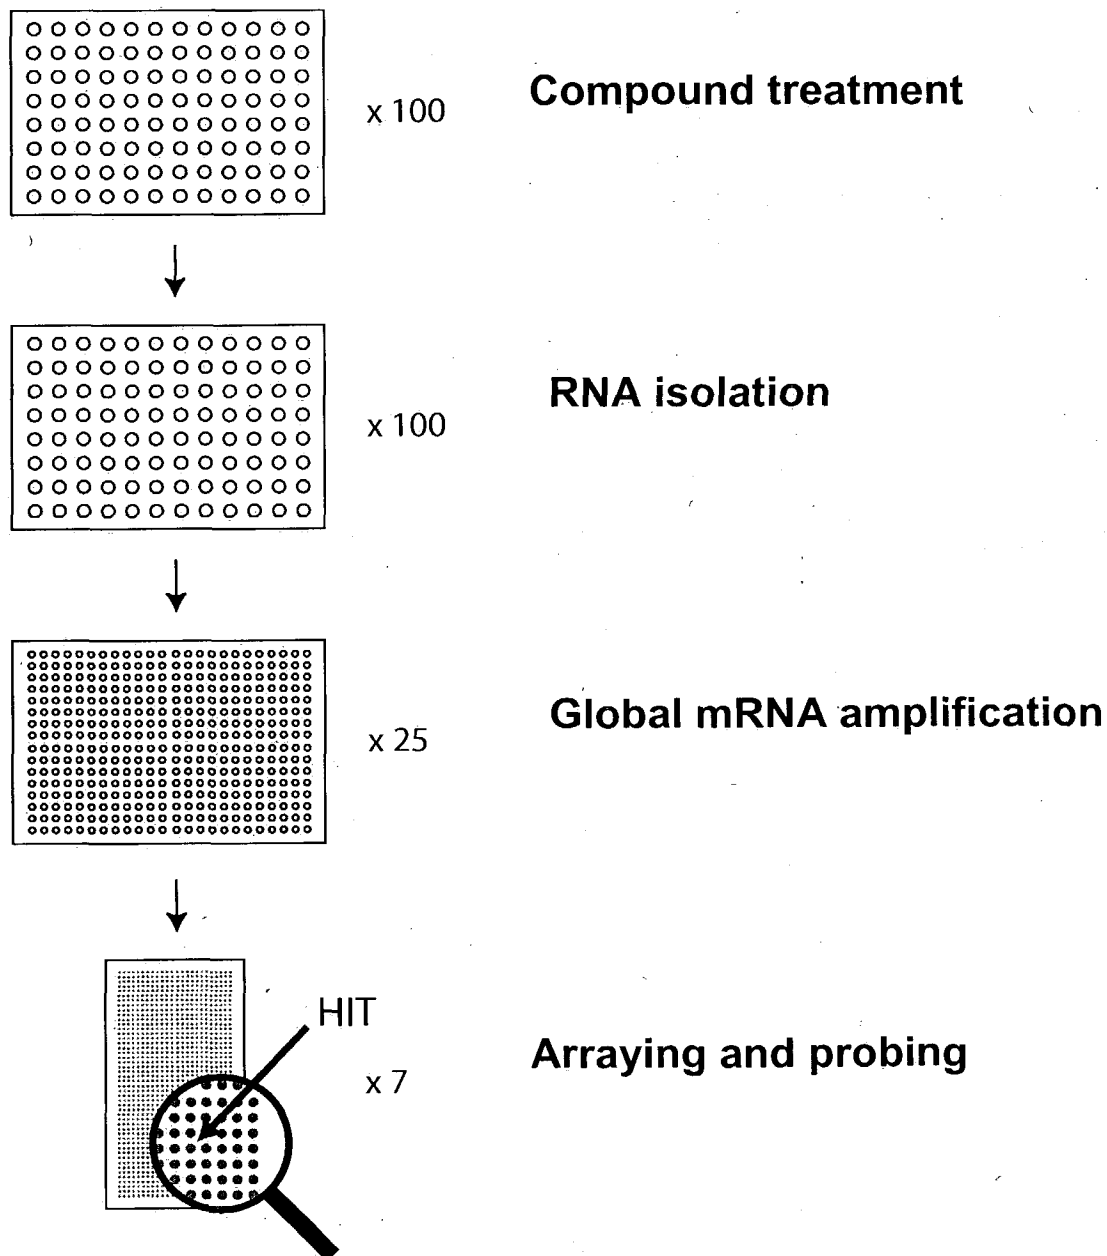 Compound treatment
x 100
RNA isolation
x 100
Global mRNA amplification
x 25
HIT
Arraying and probing
x 7